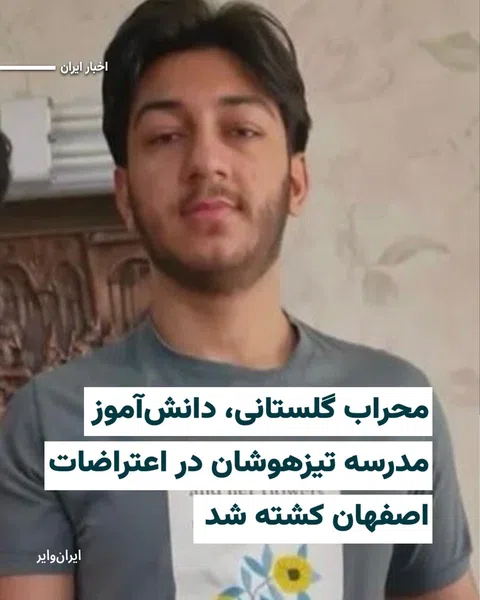 اخبار ایران
محراب گلستانی، دانش‌آموز
مدرسه تیزهوشان در اعتراضات
اصفهان کشته شد
ایران‌وایر